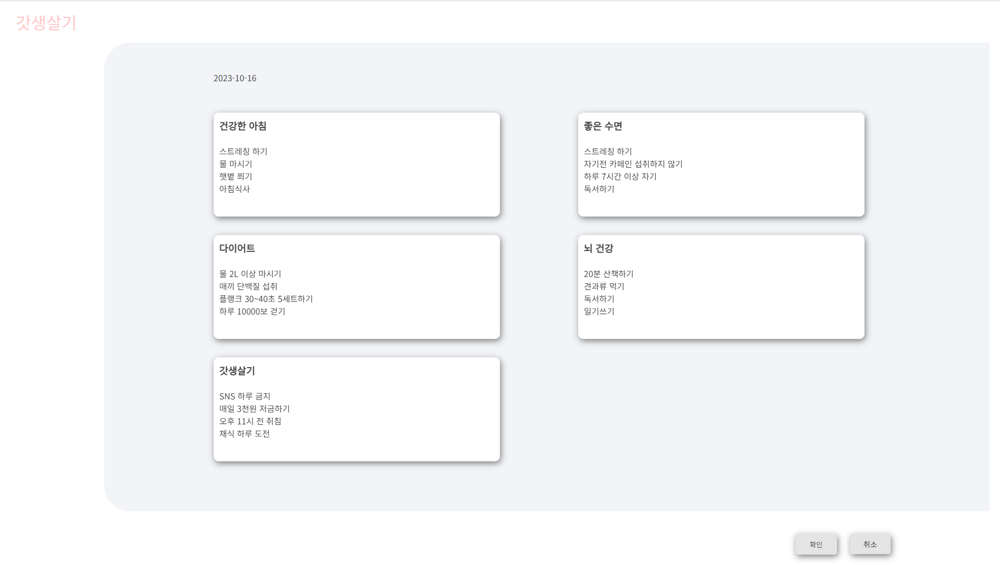 갓생살기
2023-10-16
건강한 아침
스트레칭 하기
물 마시기
햇볕 쬐기
아침식사
좋은 수면
스트레칭 하기
자기전 카페인 섭취하지 않기
하루 7시간 이상 자기
독서하기
다이어트
물 2L 이상 마시기
매끼 단백질 섭취
플랭크 30~40초 5세트하기
하루 10000보 걷기
뇌 건강
20분 산책하기
견과류 먹기
독서하기
일기쓰기
갓생살기
SNS 하루 금지
매일 3천원 저금하기
오후 11시 전 취침
채식 하루 도전
확인
취소